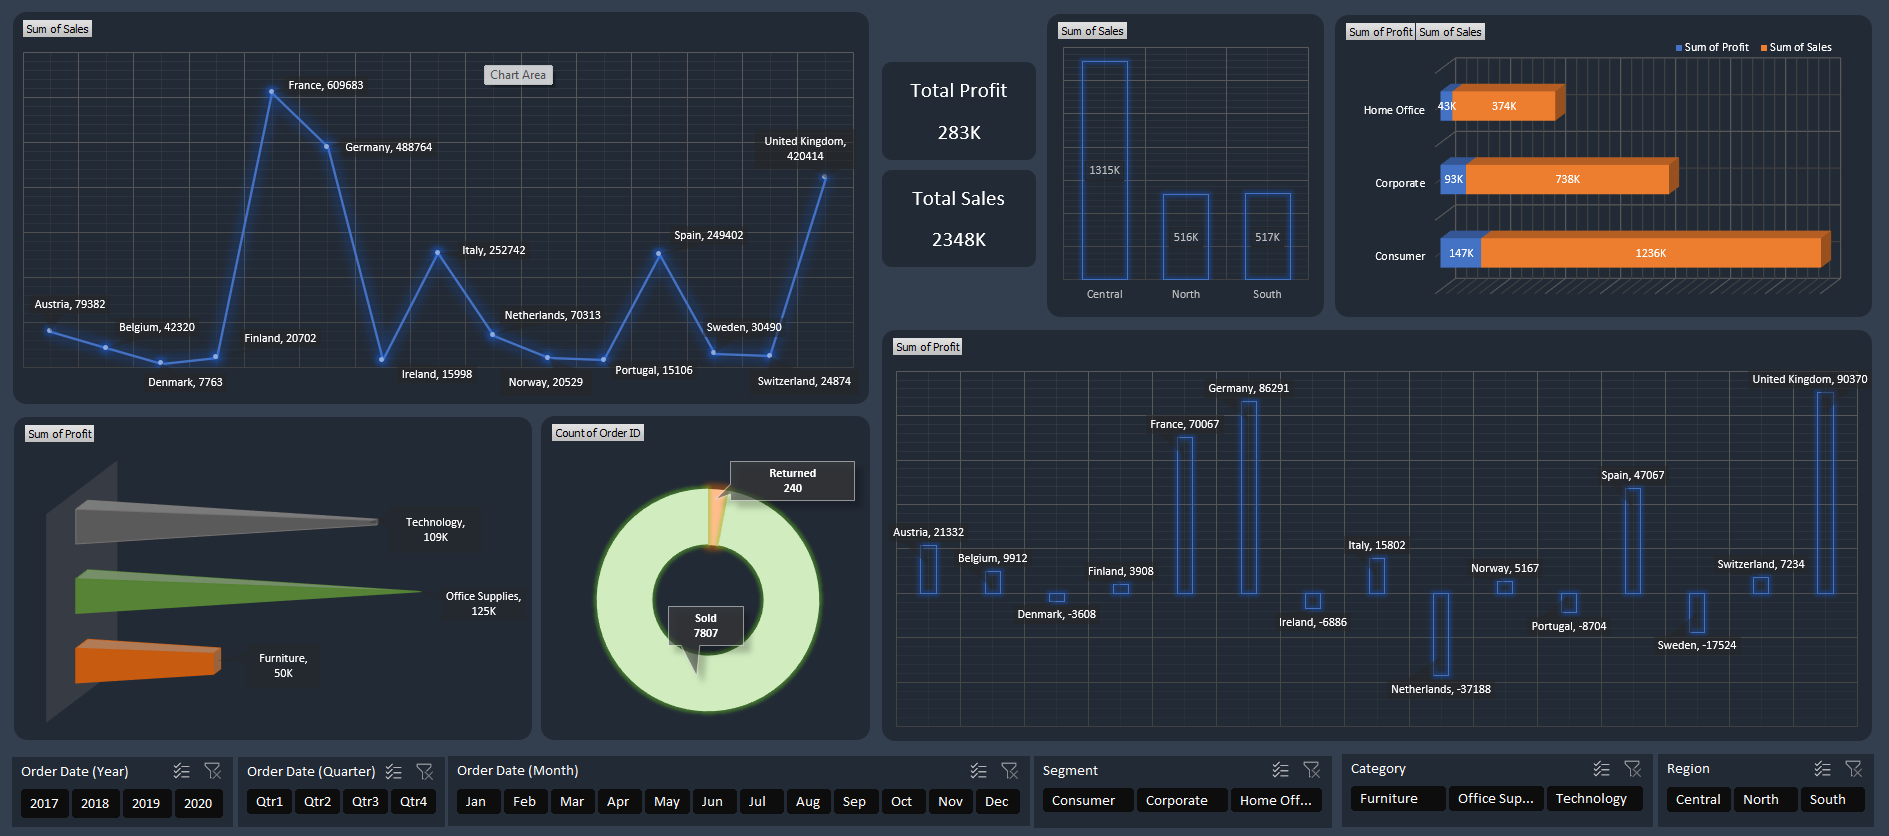 Sum of Sales
Chart Area
France, 609683
Germany, 488764
United Kingdom,
420414
Italy, 252742
Spain, 249402
Austria, 79382
Belgium, 42320
Finland, 20702
Netherlands, 70313
Sweden, 30490
Denmark, 7763
Ireland, 15998
Norway, 20529
Portugal, 15106
Switzerland, 24874
Total Profit
283K
Total Sales
2348K
Sum of Sales
1315K
516K
517K
Central
North
South
Sum of Profit
Sum of Sales
Sum of Profit
Sum of Sales
Home Office
43K
374K
Corporate
93K
738K
Consumer
147K
1236K
Sum of Profit
Technology,
109K
Office Supplies,
125K
Furniture,
50K
Count of Order ID
Returned
240
Sold
7807
Sum of Profit
United Kingdom, 90370
Germany, 86291
France, 70067
Spain, 47067
Austria, 21332
Italy, 15802
Belgium, 9912
Finland, 3908
Norway, 5167
Switzerland, 7234
Denmark, -3608
Ireland, -6886
Portugal, -8704
Sweden, -17524
Netherlands, -37188
Order Date (Year)
2017
2018
2019
2020
Order Date (Quarter)
Qtr1
Qtr2
Qtr3
Qtr4
Order Date (Month)
Jan
Feb
Mar
Apr
May
Jun
Jul
Aug
Sep
Oct
Nov
Dec
Segment
Consumer
Corporate
Home Off...
Category
Furniture
Office Sup...
Technology
Region
Central
North
South